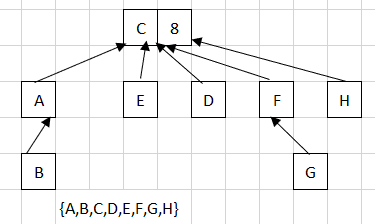 C 8
A E D F H
B G
{A,B,C,D,E,F,G,H}